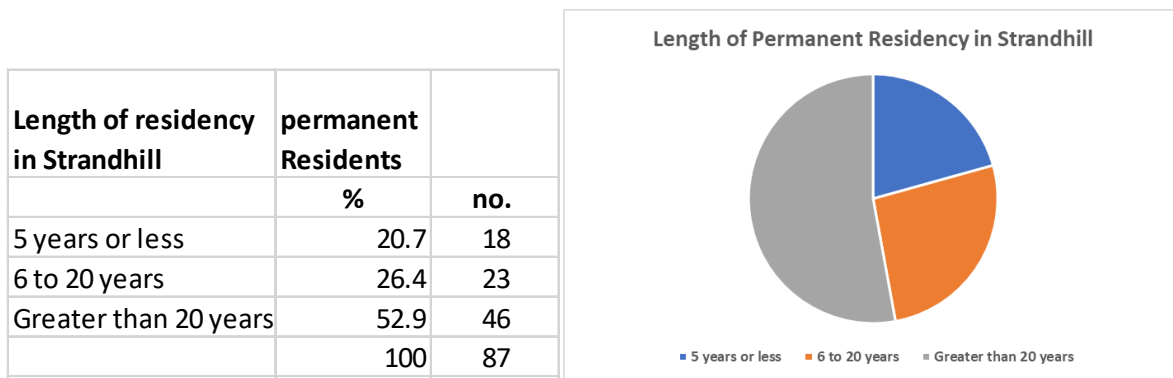 Length of residency permanent
in Strandhill Residents
% no.
5 years or less 20.7 18
6 to 20 years 26.4 23
Greater than 20 years 52.9 46
100 87
Length of Permanent Residency in Strandhill
5 years or less 6 to 20 years Greater than 20 years